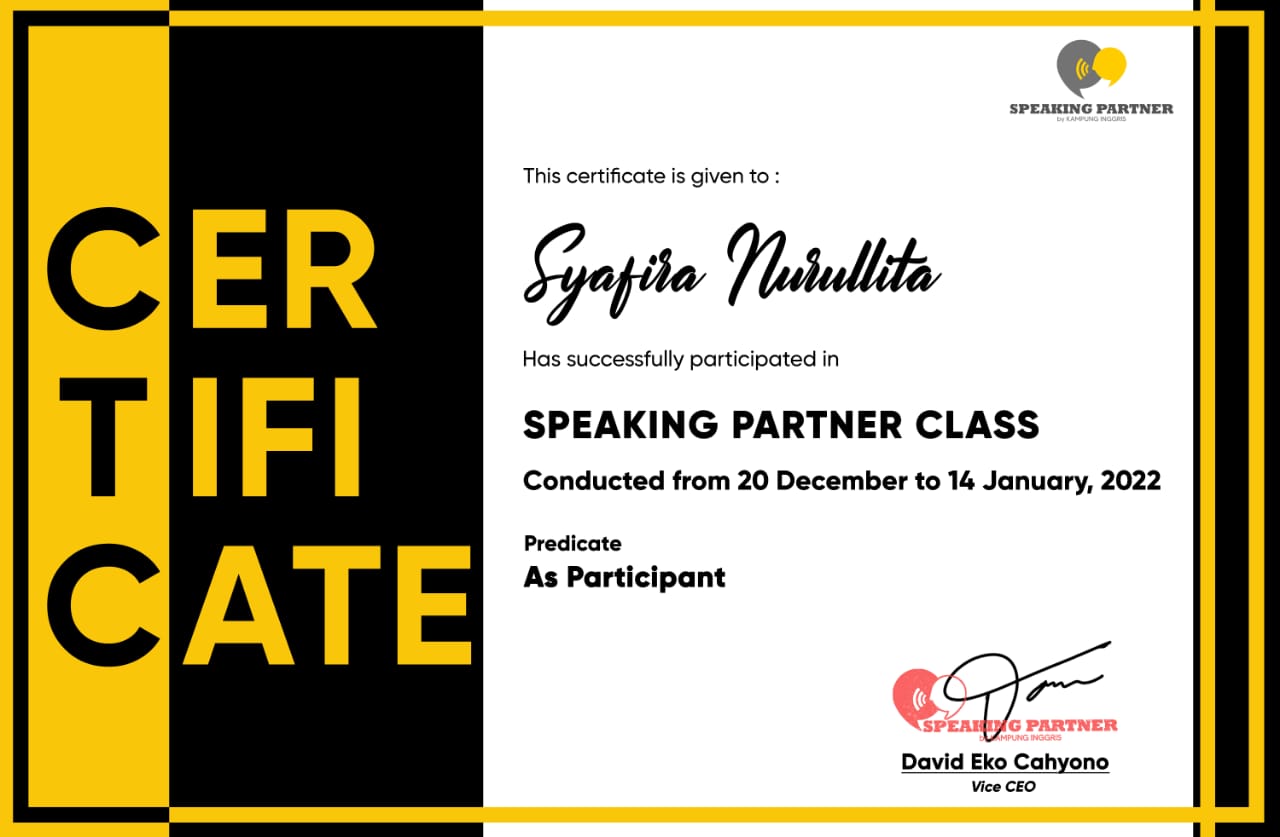 CER
TIFI
CATE
SPEAKING PARTNER
by KAMPUNG INGGRIS
This certificate is given to :
Syafira Nurullita
Has successfully participated in
SPEAKING PARTNER CLASS
Conducted from 20 December to 14 January, 2022
Predicate
As Participant
SPEAKING PARTNER
by KAMPUNG INGGRIS
David Eko Cahyono
Vice CEO